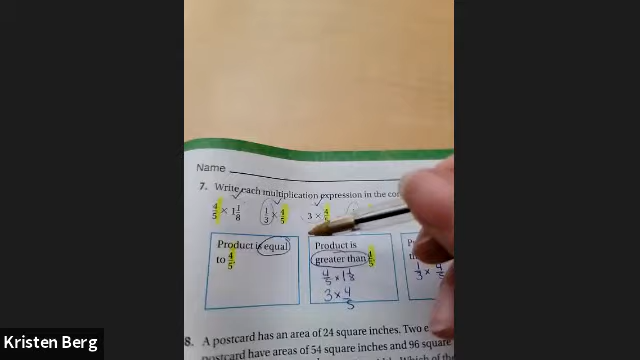 Name
7. Write each multiplication expression in the cor
4/5 × 1 1/8   1/3 × 4/5   3 × 4/5
Product is equal
to 4/5
Product is
greater than
4/5 × 1 1/8
3 × 4/5
1/3 × 4/5
8. A postcard has an area of 24 square inches. Two
postcard have areas of 54 square inches and 96 square
Kristen Berg